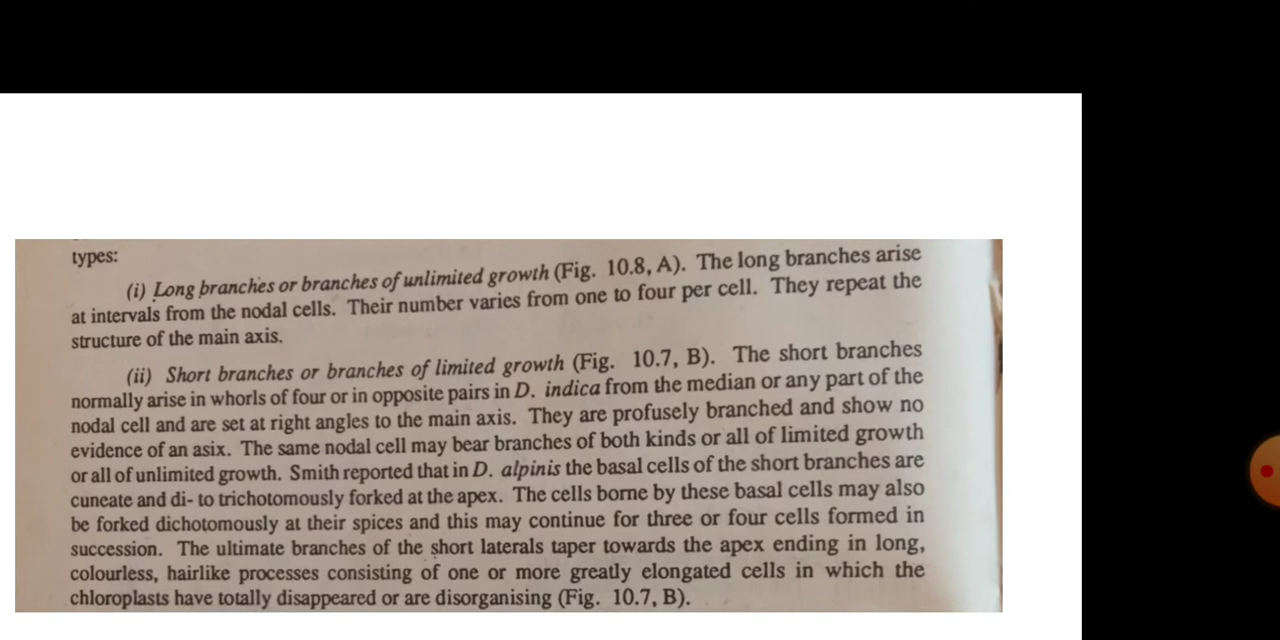 types:
(i) Long branches or branches of unlimited growth (Fig. 10.8, A). The long branches arise
at intervals from the nodal cells. Their number varies from one to four per cell. They repeat the
structure of the main axis.
(ii) Short branches or branches of limited growth (Fig. 10.7, B). The short branches
normally arise in whorls of four or in opposite pairs in D. indica from the median or any part of the
nodal cell and are set at right angles to the main axis. They are profusely branched and show no
evidence of an asix. The same nodal cell may bear branches of both kinds or all of limited growth
or all of unlimited growth. Smith reported that in D. alpinis the basal cells of the short branches are
cuneate and di- to trichotomously forked at the apex. The cells borne by these basal cells may also
be forked dichotomously at their spices and this may continue for three or four cells formed in
succession. The ultimate branches of the short laterals taper towards the apex ending in long,
colourless, hairlike processes consisting of one or more greatly elongated cells in which the
chloroplasts have totally disappeared or are disorganising (Fig. 10.7, B).